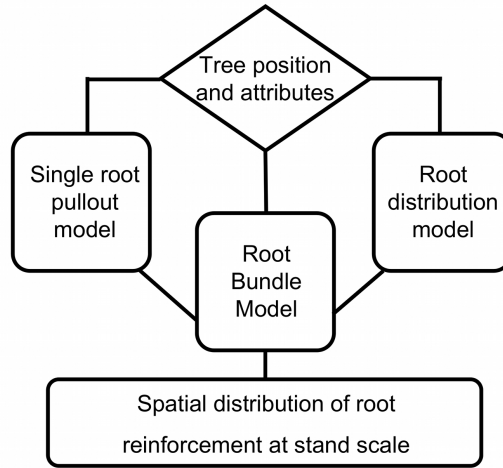 Tree position
and attributes
Single root
pullout
model
Root
distribution
model
Root
Bundle
Model
Spatial distribution of root
reinforcement at stand scale